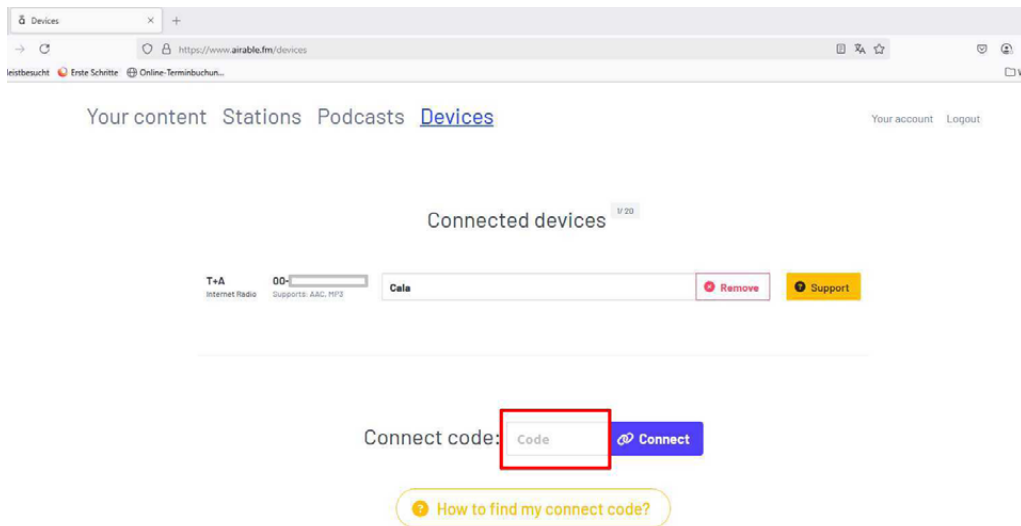 ă Devices
https://www.airable.fm/devices
leistbesucht Erste Schritte Online-Terminbuchun...
Your content Stations Podcasts Devices
Your account Logout
Connected devices 1/ 20
T+A
Internet Radio
00-
Supports: AAC, MP3
Cala
Remove
Support
Connect code: Code Connect
How to find my connect code?